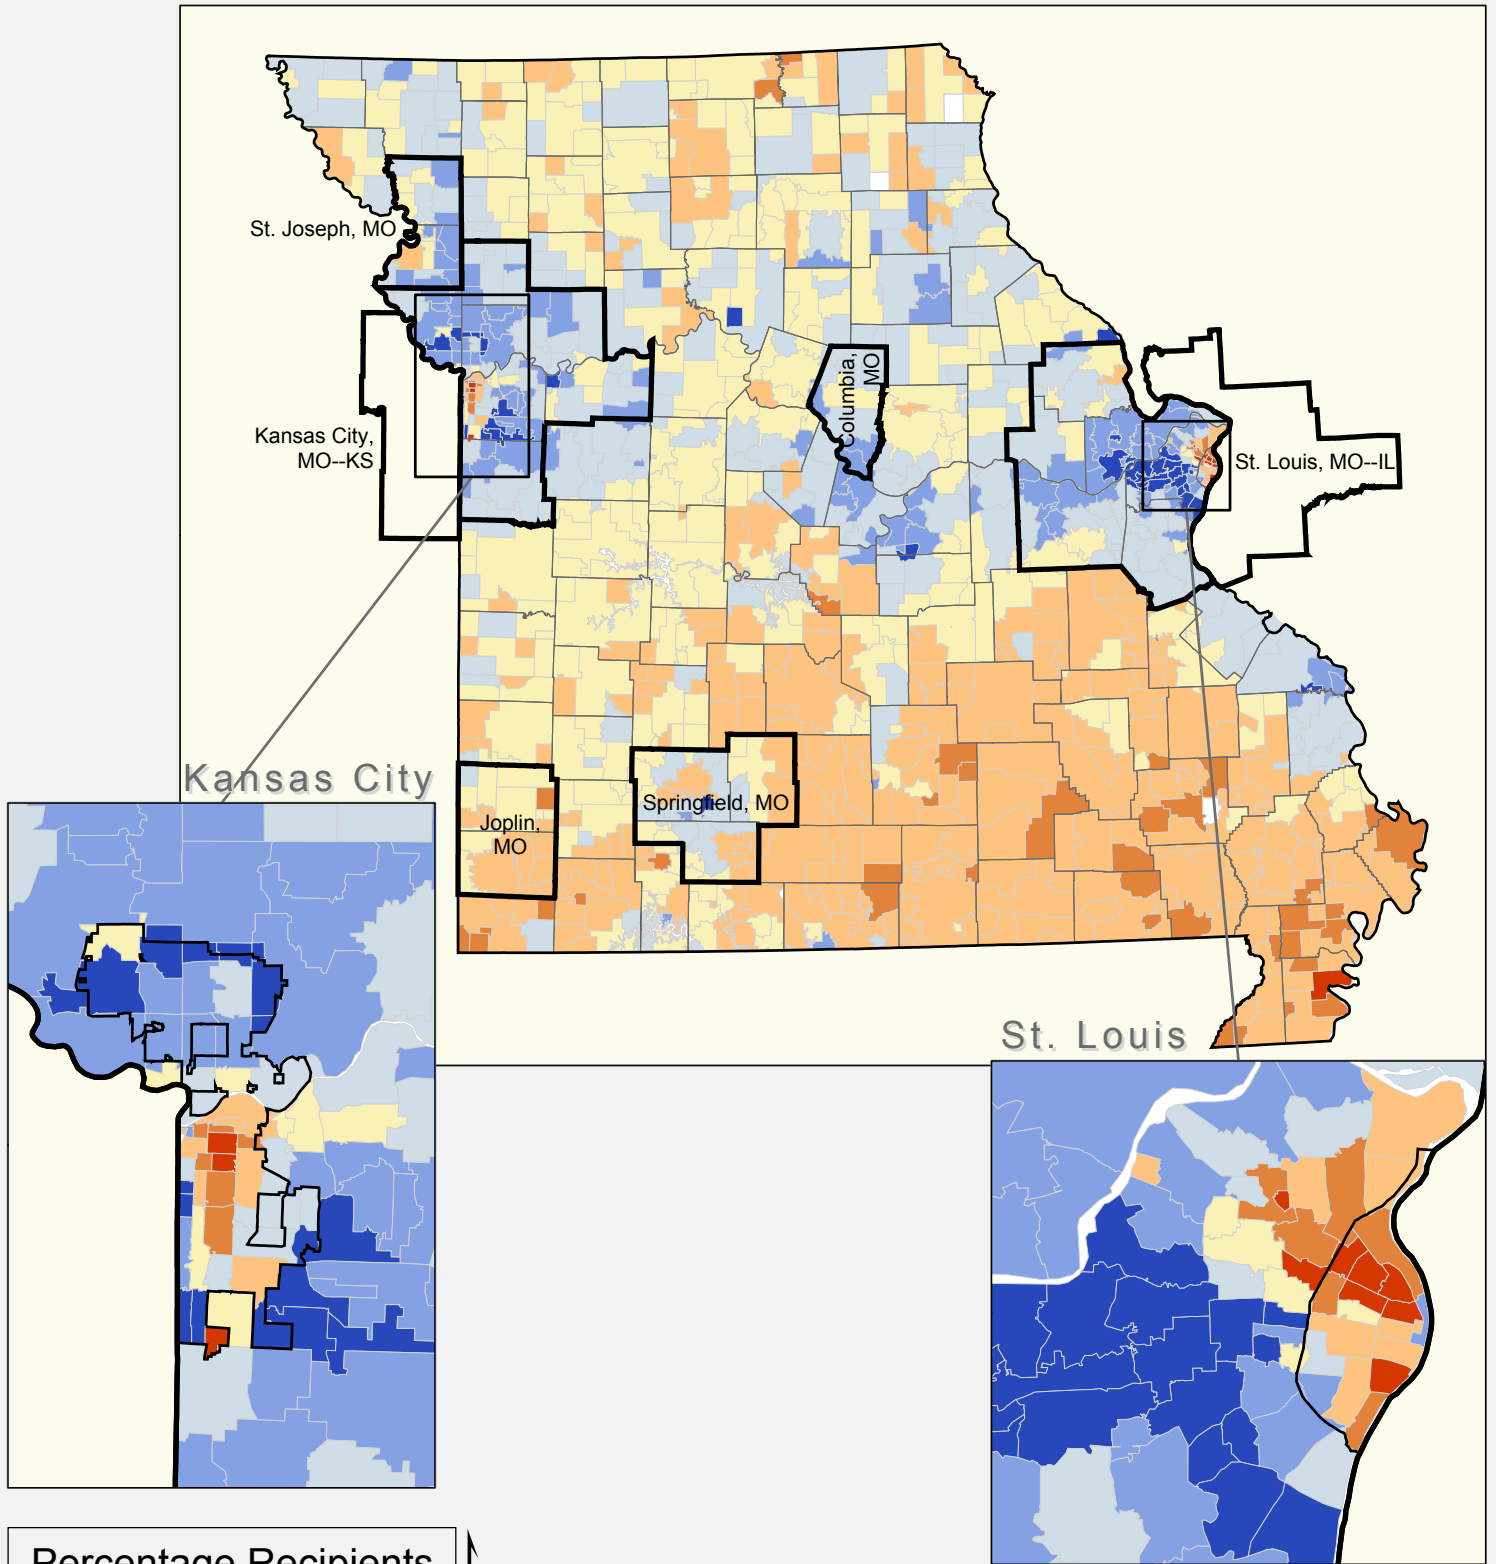 St. Joseph, MO
Columbia,
MO
Kansas City,
MO--KS
St. Louis, MO--IL
Kansas City
Springfield, MO
Joplin,
MO
St. Louis
Percentage Recipients